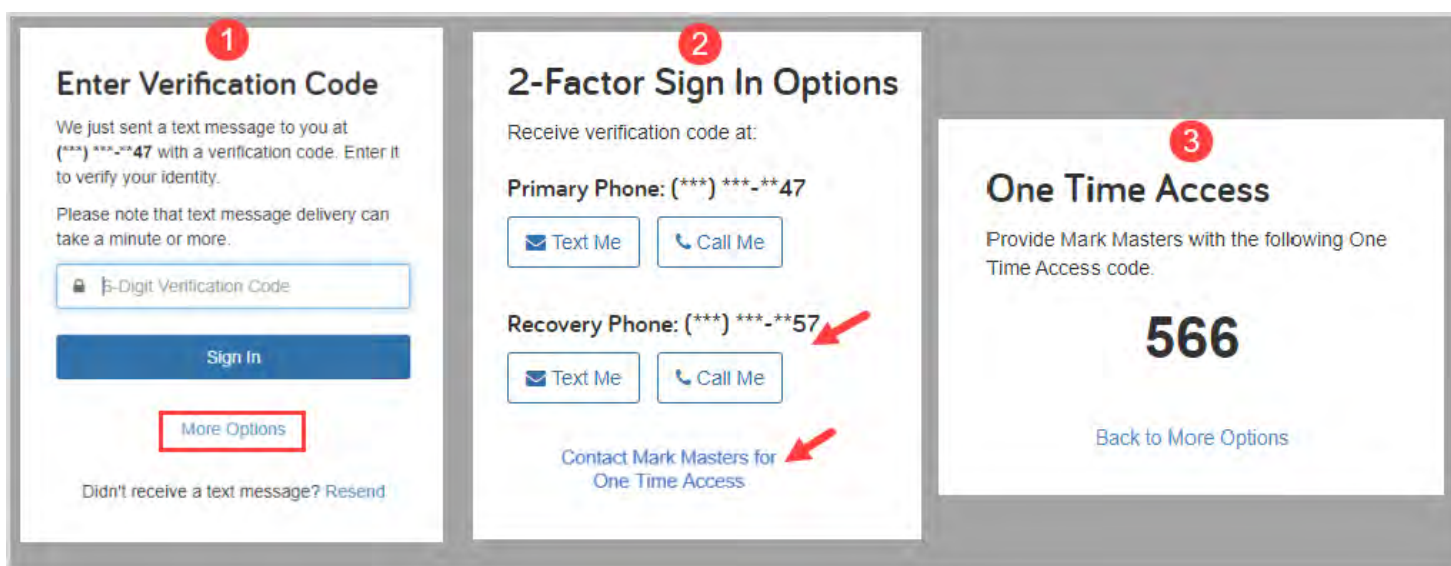 1
Enter Verification Code
We just sent a text message to you at
(***) ***-**47 with a verification code. Enter it
to verify your identity.
Please note that text message delivery can
take a minute or more.
6-Digit Verification Code
Sign In
More Options
Didn't receive a text message? Resend
2
2-Factor Sign In Options
Receive verification code at:
Primary Phone: (***) ***-**47
Text Me Call Me
Recovery Phone: (***) ***-**57
Text Me Call Me
Contact Mark Masters for
One Time Access
3
One Time Access
Provide Mark Masters with the following One
Time Access code.
566
Back to More Options